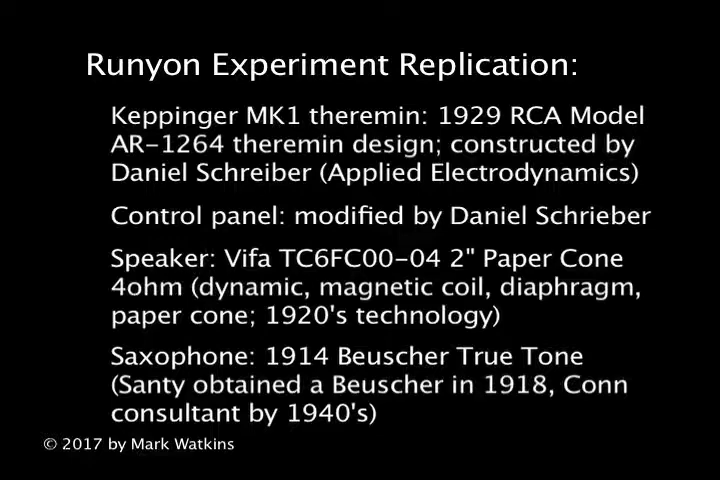 Runyon Experiment Replication:
Keppinger MK1 theremin: 1929 RCA Model
AR-1264 theremin design; constructed by
Daniel Schreiber (Applied Electrodynamics)
Control panel: modified by Daniel Schrieber
Speaker: Vifa TC6FC00-04 2" Paper Cone
4ohm (dynamic, magnetic coil, diaphragm,
paper cone; 1920's technology)
Saxophone: 1914 Beuscher True Tone
(Santy obtained a Beuscher in 1918, Conn
consultant by 1940's)
© 2017 by Mark Watkins